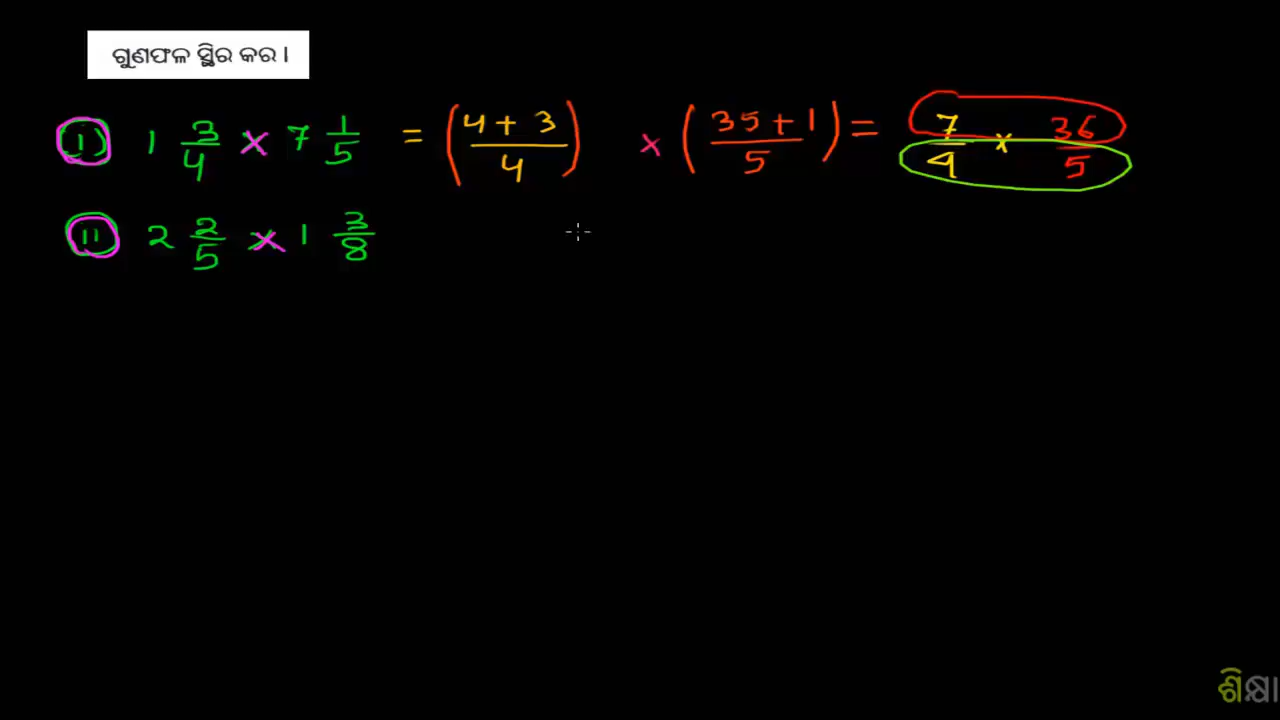 ଗୁଣଫଳ ସ୍ଥିର କର ।
(i) 1 3/4 × 7 1/5 = (4+3/4) × (35+1/5) = 7/4 × 36/5
(ii) 2 2/5 × 1 3/8
ଶିକ୍ଷା